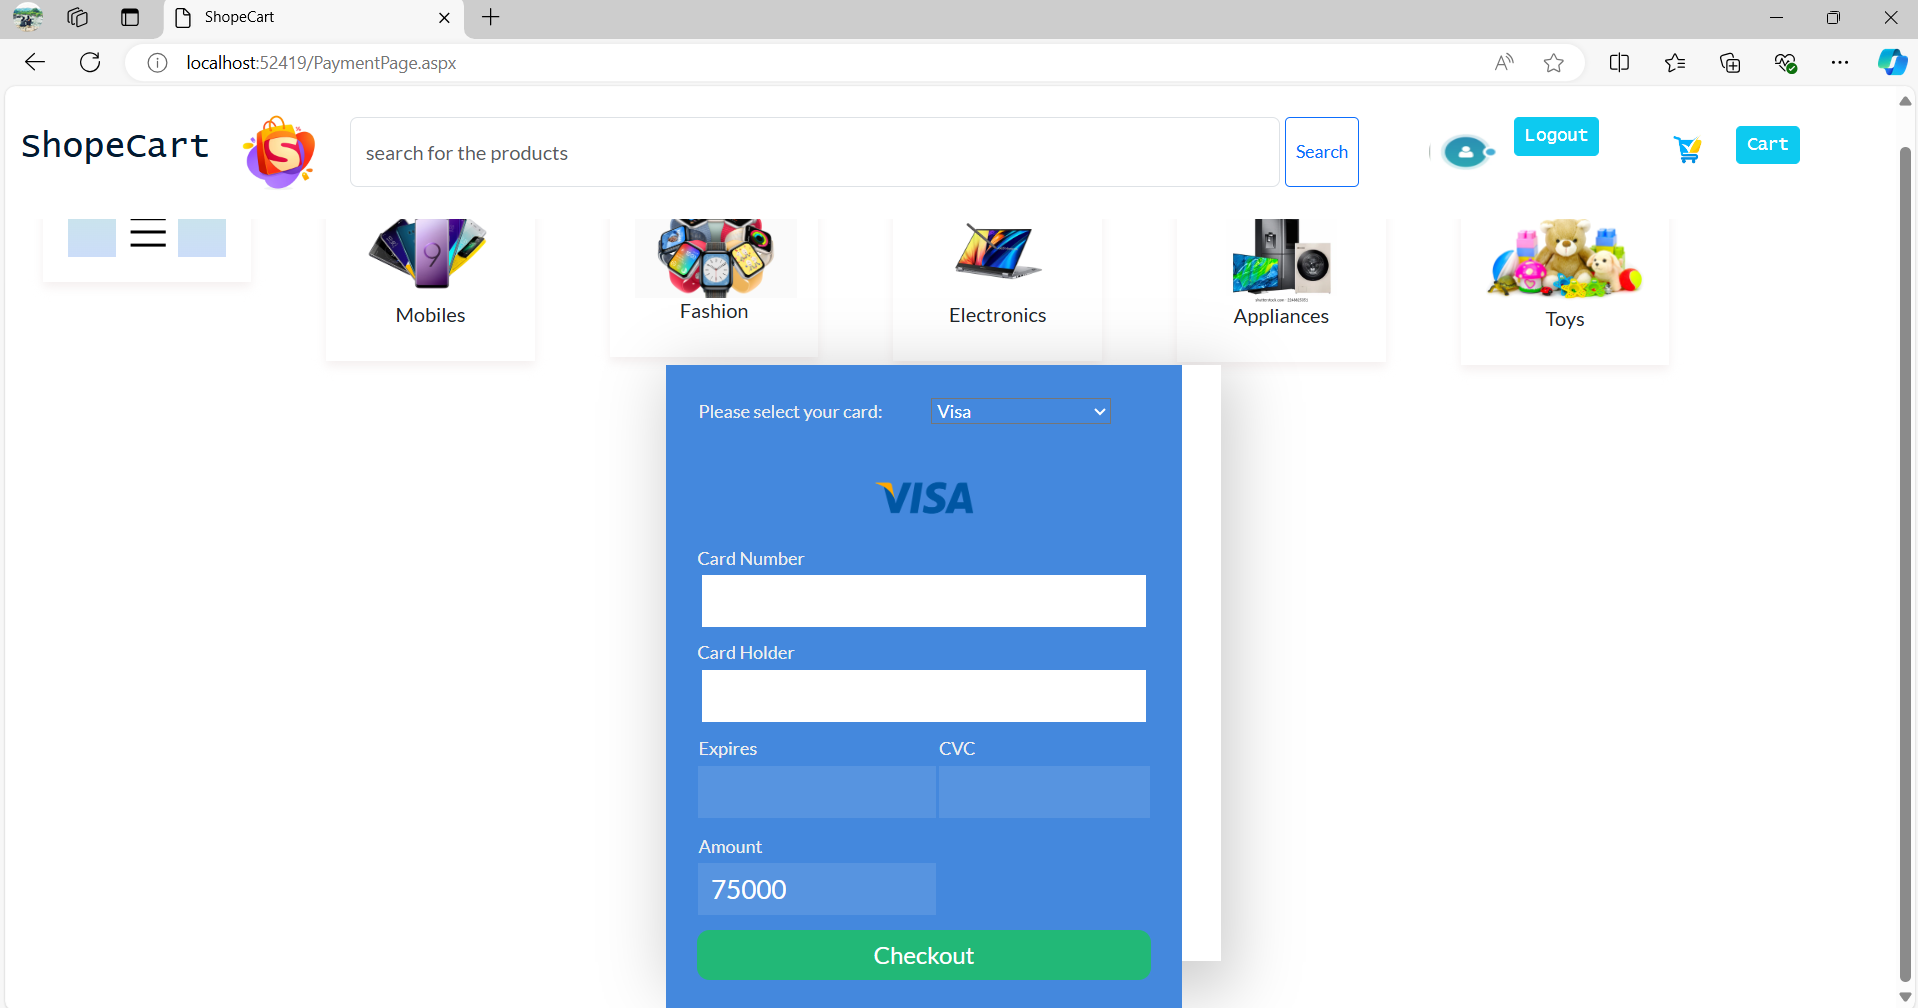 ShopeCart
localhost:52419/PaymentPage.aspx
ShopeCart
S
search for the products
Search
Logout
Cart
9
Mobiles
Fashion
Electronics
Appliances
Toys
Please select your card:
Visa
VISA
Card Number
Card Holder
Expires
CVC
Amount
75000
Checkout